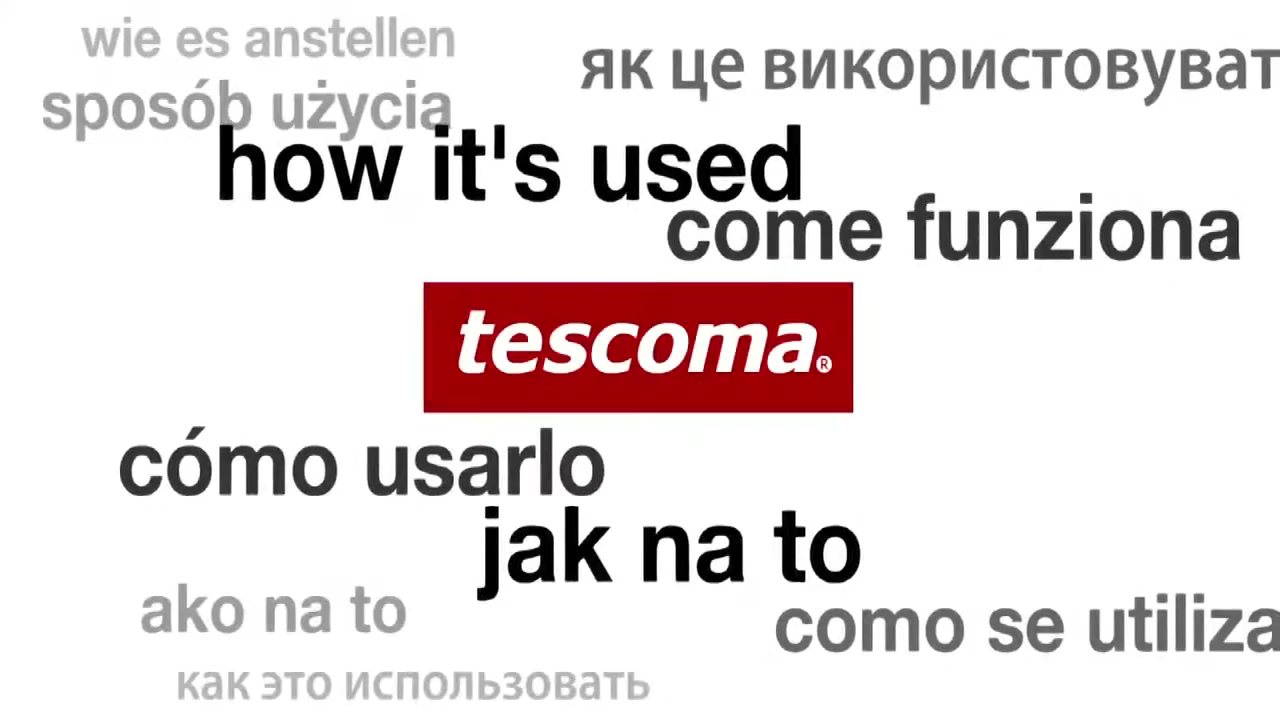 wie es anstellen
як це використовуват
sposób użycia
how it's used
come funziona
tescoma®
cómo usarlo
jak na to
ako na to
como se utiliza
как это использовать